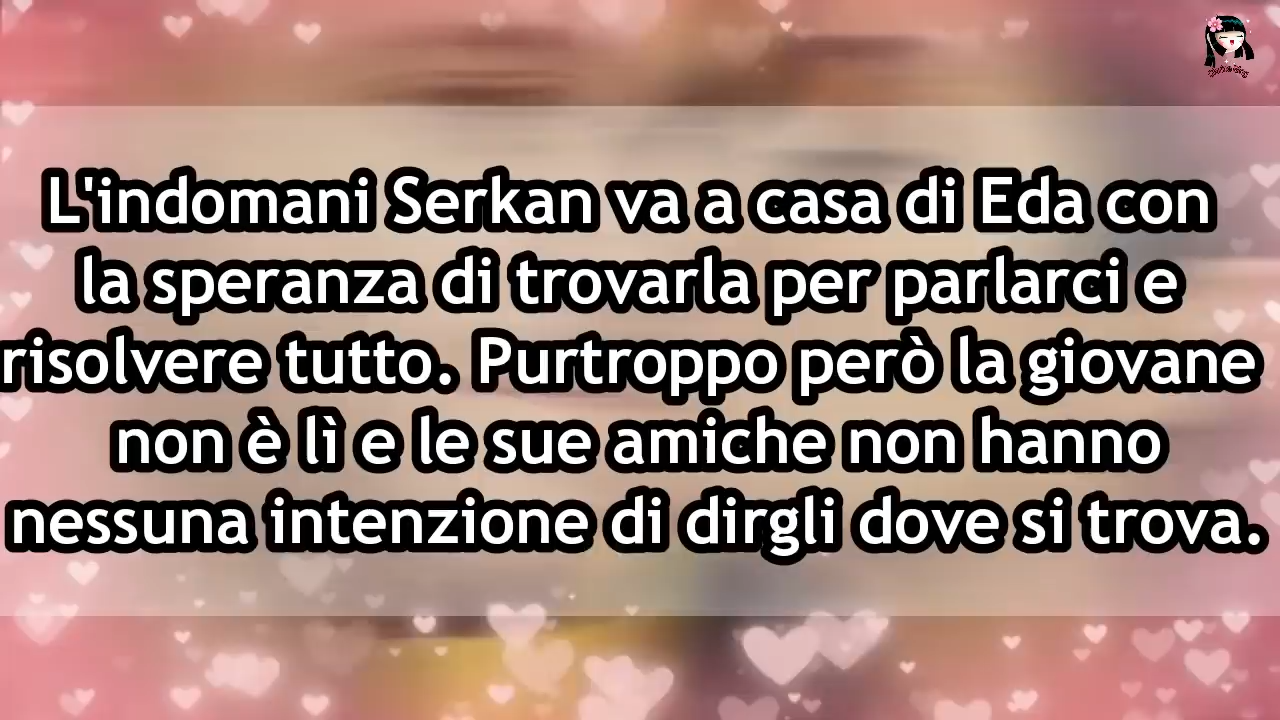 L'indomani Serkan va a casa di Eda con
la speranza di trovarla per parlarci e
risolvere tutto. Purtroppo però la giovane
non è lì e le sue amiche non hanno
nessuna intenzione di dirgli dove si trova.